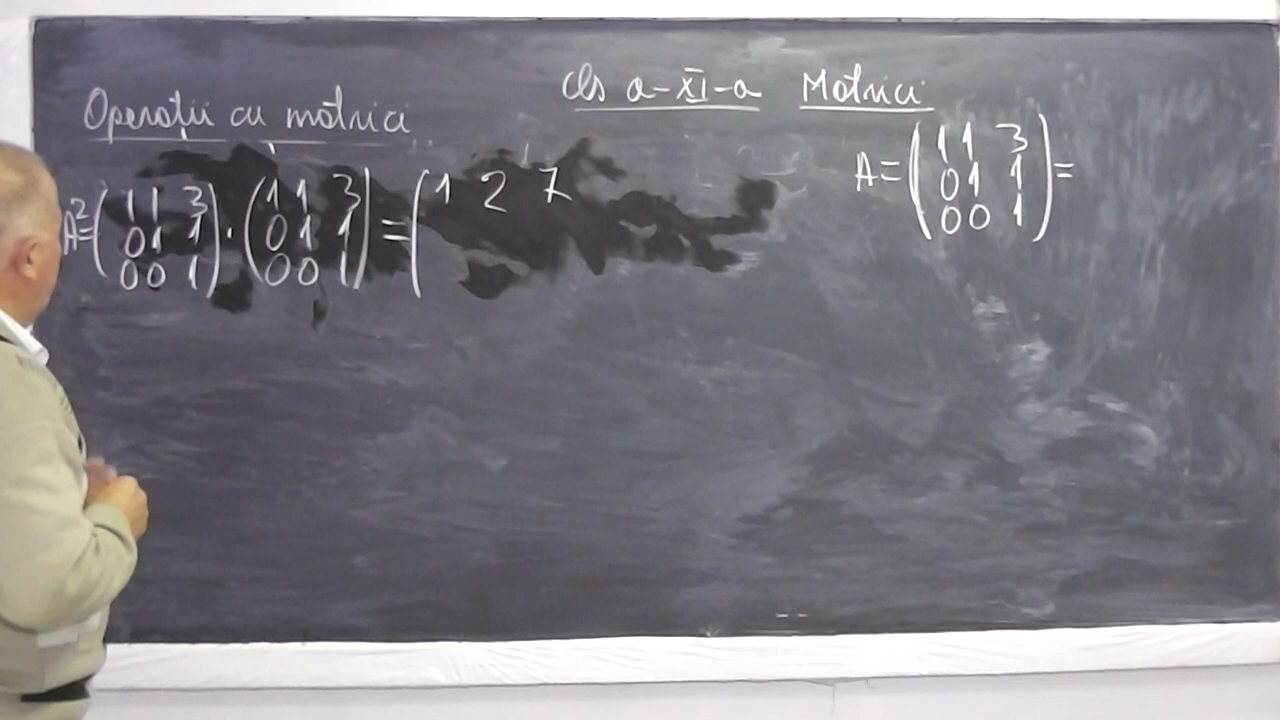 Cls a-XI-a Matrici
Operații cu matrici
A² = (1 1 3) · (1 1 3) = (1 2 7
0 1 1 0 1 1
0 0 1 0 0 1
A = (1 1 3) =
0 1 1
0 0 1